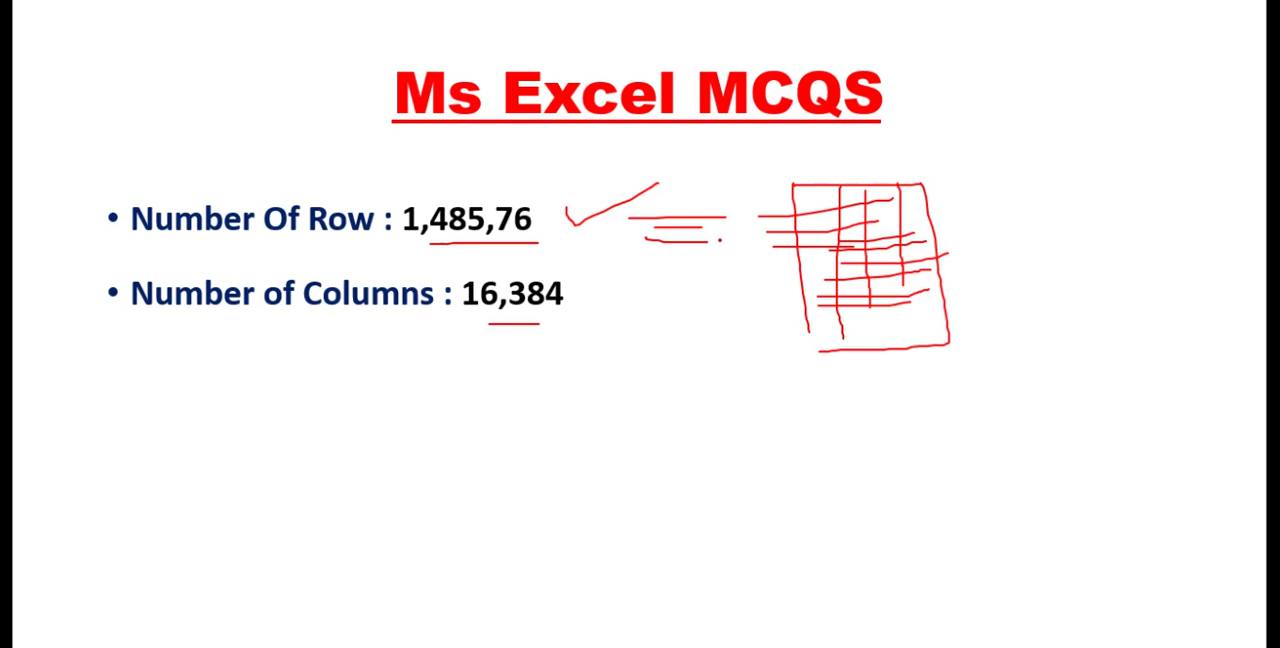 Ms Excel MCQS
• Number Of Row : 1,485,76
• Number of Columns : 16,384